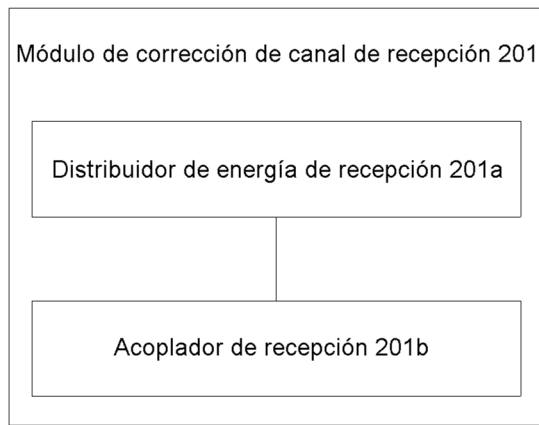 Módulo de corrección de canal de recepción 201
Distribuidor de energía de recepción 201a
Acoplador de recepción 201b